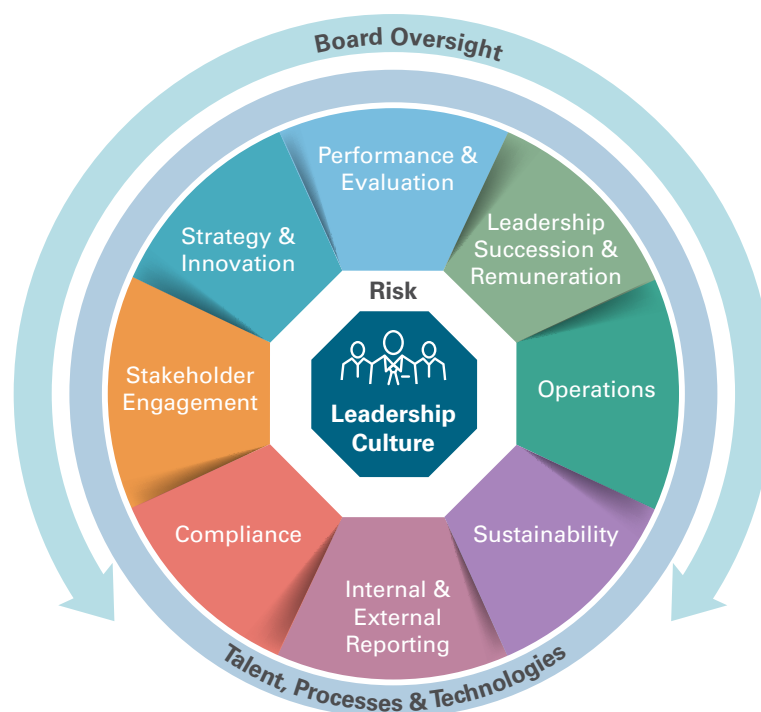 Board Oversight
Performance &
Evaluation
Leadership
Succession &
Remuneration
Strategy &
Innovation
Risk
Stakeholder
Engagement
Leadership
Culture
Operations
Compliance
Sustainability
Internal &
External
Reporting
Talent, Processes & Technologies